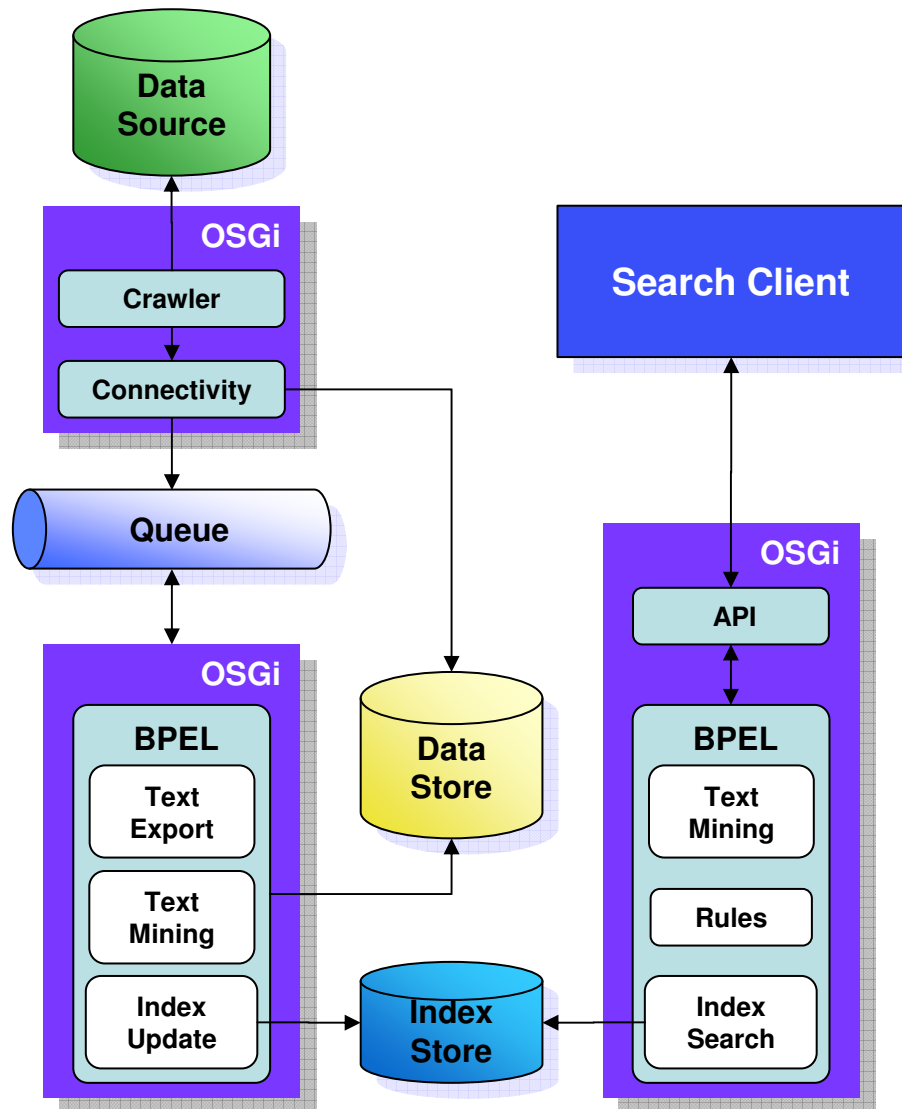 Data
Source
OSGi
Crawler
Connectivity
Queue
OSGi
BPEL
Text
Export
Text
Mining
Index
Update
Data
Store
Index
Store
Search Client
OSGi
API
BPEL
Text
Mining
Rules
Index
Search